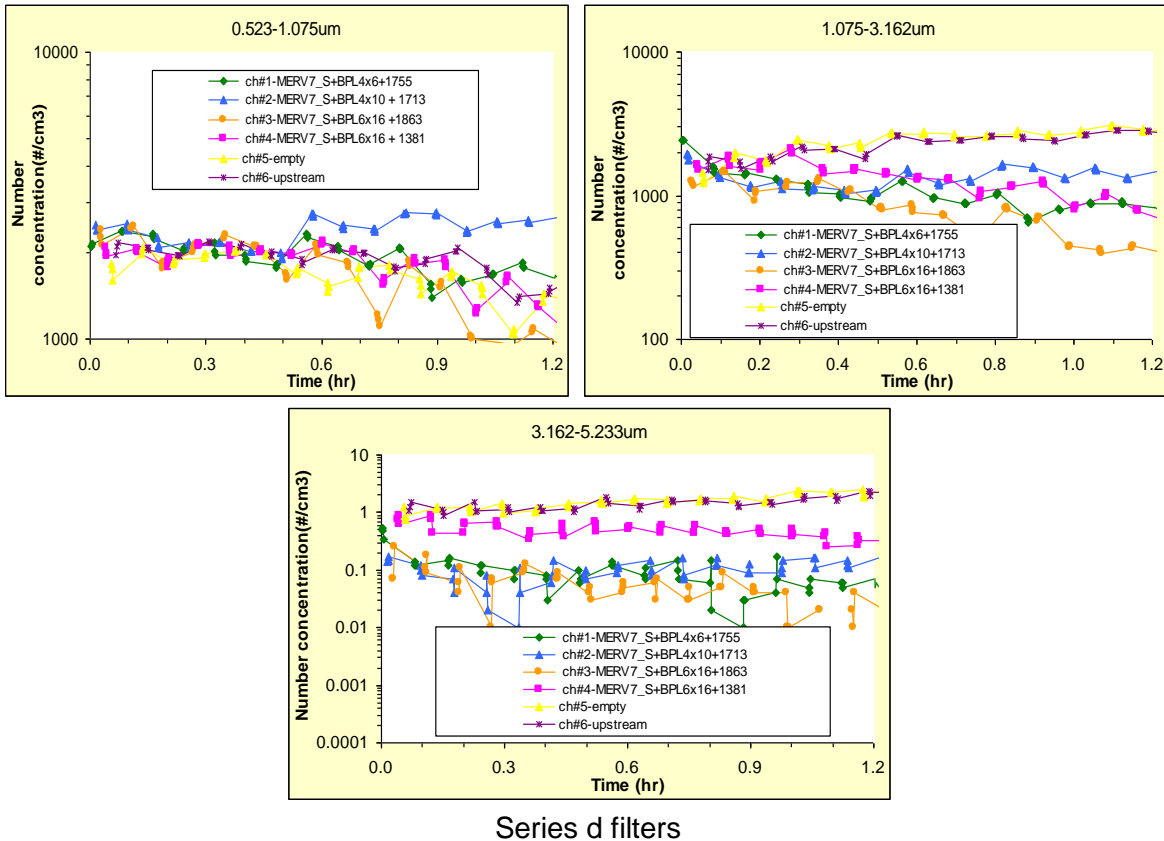 0.523-1.075um
10000
1000
Number
concentration(#/cm3)
ch#1-MERV7_S+BPL4x6+1755
ch#2-MERV7_S+BPL4x10 + 1713
ch#3-MERV7_S+BPL6x16 +1863
ch#4-MERV7_S+BPL6x16 + 1381
ch#5-empty
ch#6-upstream
0.0 0.3 0.6 0.9 1.2
Time (hr)
1.075-3.162um
10000
1000
100
Number
concentration(#/cm3)
ch#1-MERV7_S+BPL4x6+1755
ch#2-MERV7_S+BPL4x10+1713
ch#3-MERV7_S+BPL6x16+1863
ch#4-MERV7_S+BPL6x16+1381
ch#5-empty
ch#6-upstream
0.0 0.2 0.4 0.6 0.8 1.0 1.2
Time (hr)
3.162-5.233um
10
1
0.1
0.01
0.001
0.0001
Number concentration(#/cm3)
ch#1-MERV7_S+BPL4x6+1755
ch#2-MERV7_S+BPL4x10+1713
ch#3-MERV7_S+BPL6x16+1863
ch#4-MERV7_S+BPL6x16+1381
ch#5-empty
ch#6-upstream
0.0 0.3 0.6 0.9 1.2
Time (hr)
Series d filters